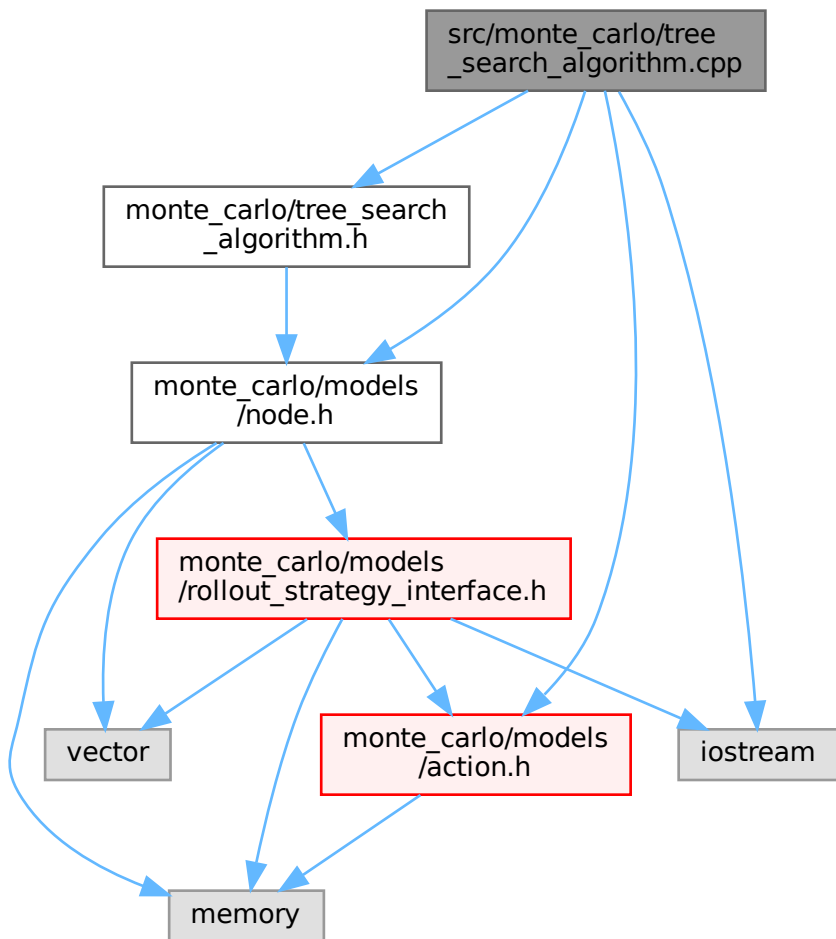 src/monte_carlo/tree
_search_algorithm.cpp
monte_carlo/tree_search
_algorithm.h
monte_carlo/models
/node.h
monte_carlo/models
/rollout_strategy_interface.h
vector
monte_carlo/models
/action.h
iostream
memory